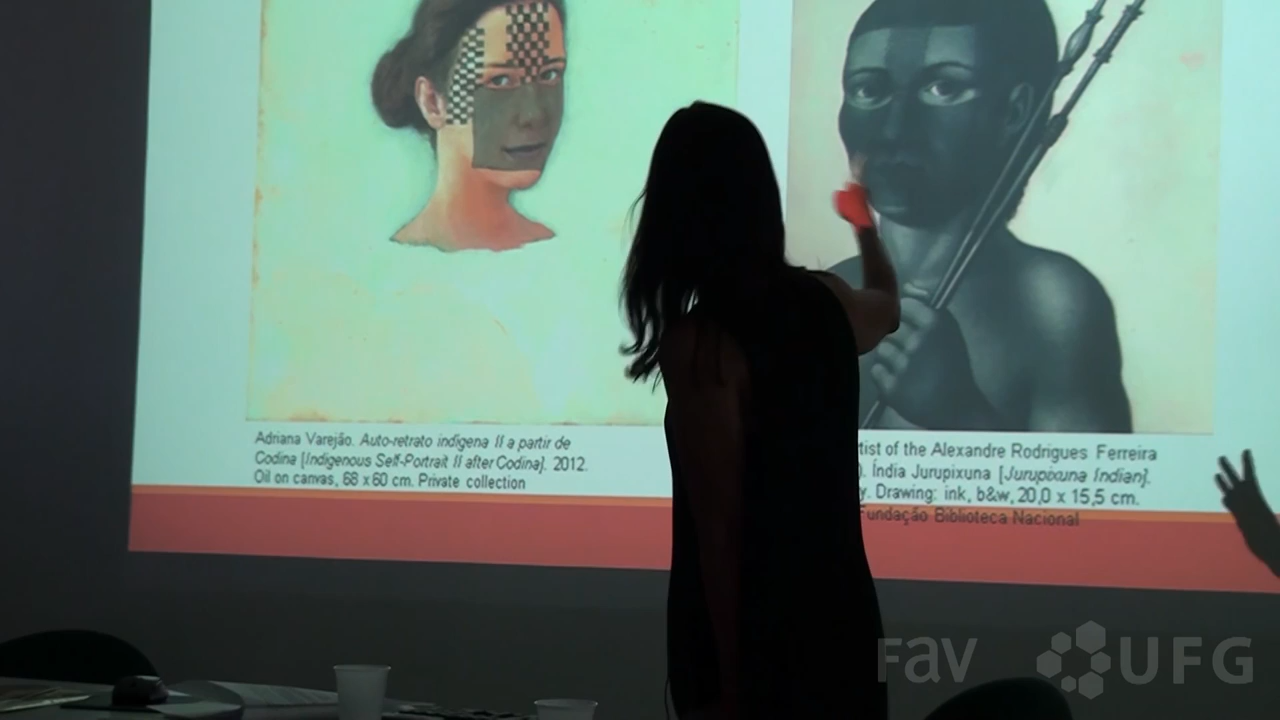 Adriana Varejão. Auto-retrato indígena II a partir de
Codina [Indigenous Self-Portrait II after Codina]. 2012.
Oil on canvas, 68 x 60 cm. Private collection
tist of the Alexandre Rodrigues Ferreira
). Índia Jurupixuna [Jurupixuna Indian].
y. Drawing: ink, b&w, 20,0 x 15,5 cm.
Fundação Biblioteca Nacional
Fav UFG